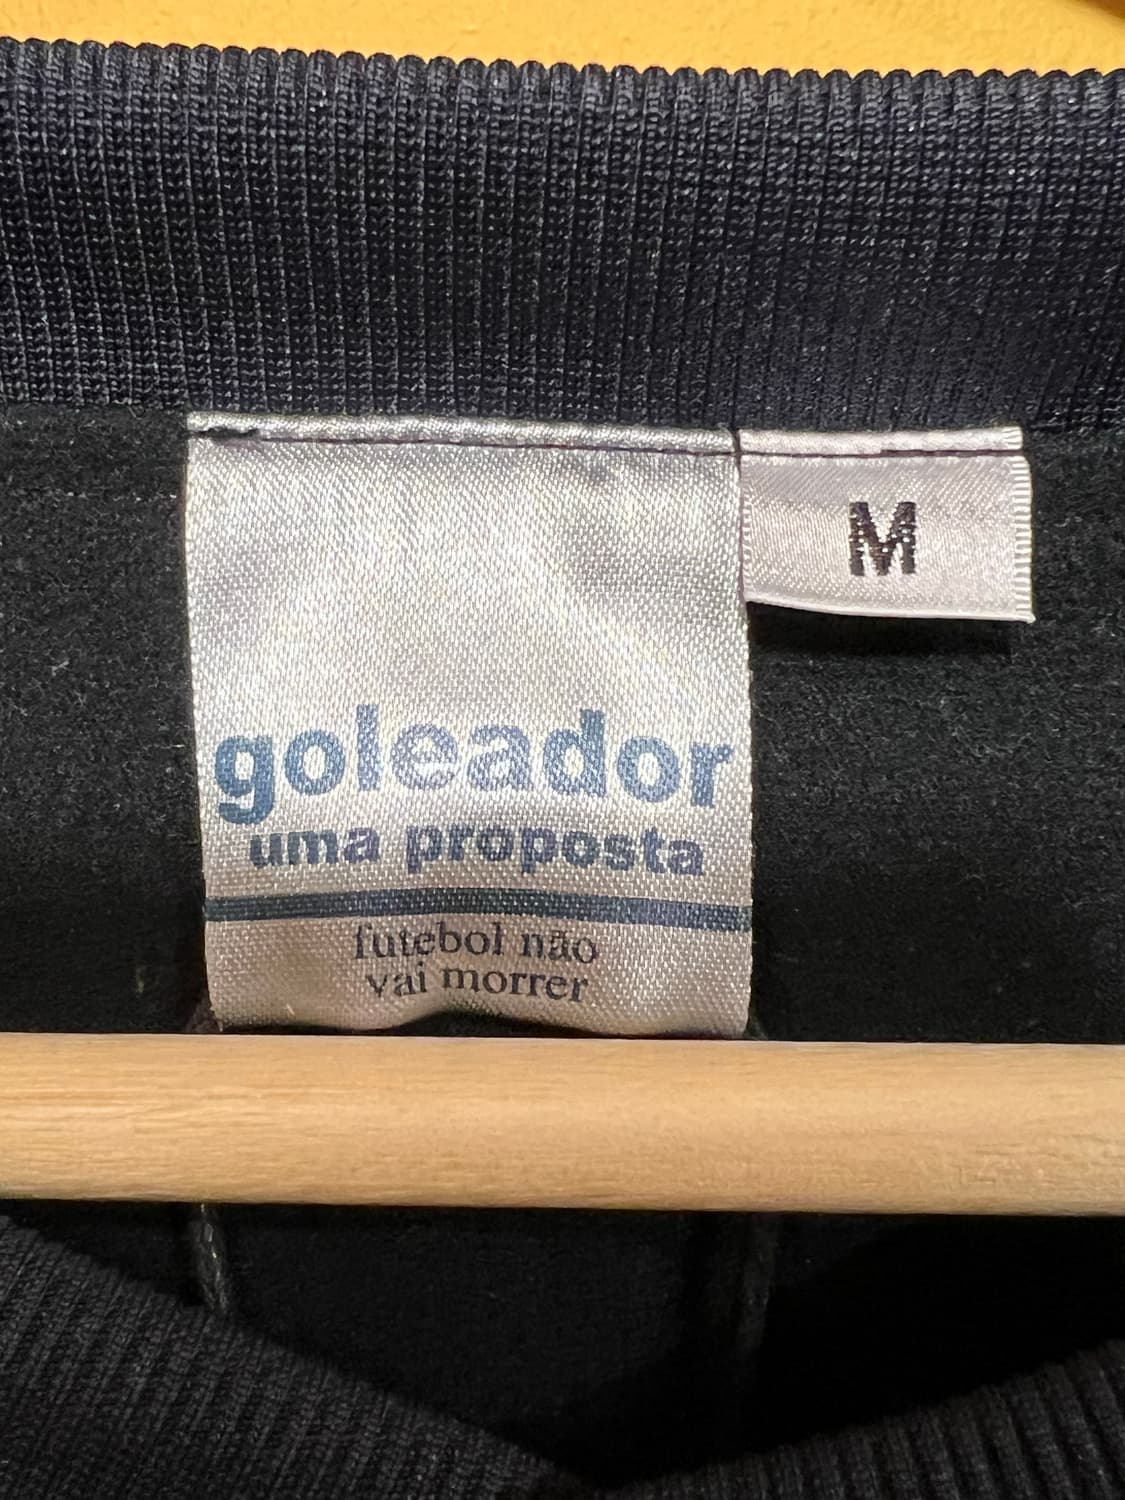 M
goleador
uma proposta
futebol não
vai morrer